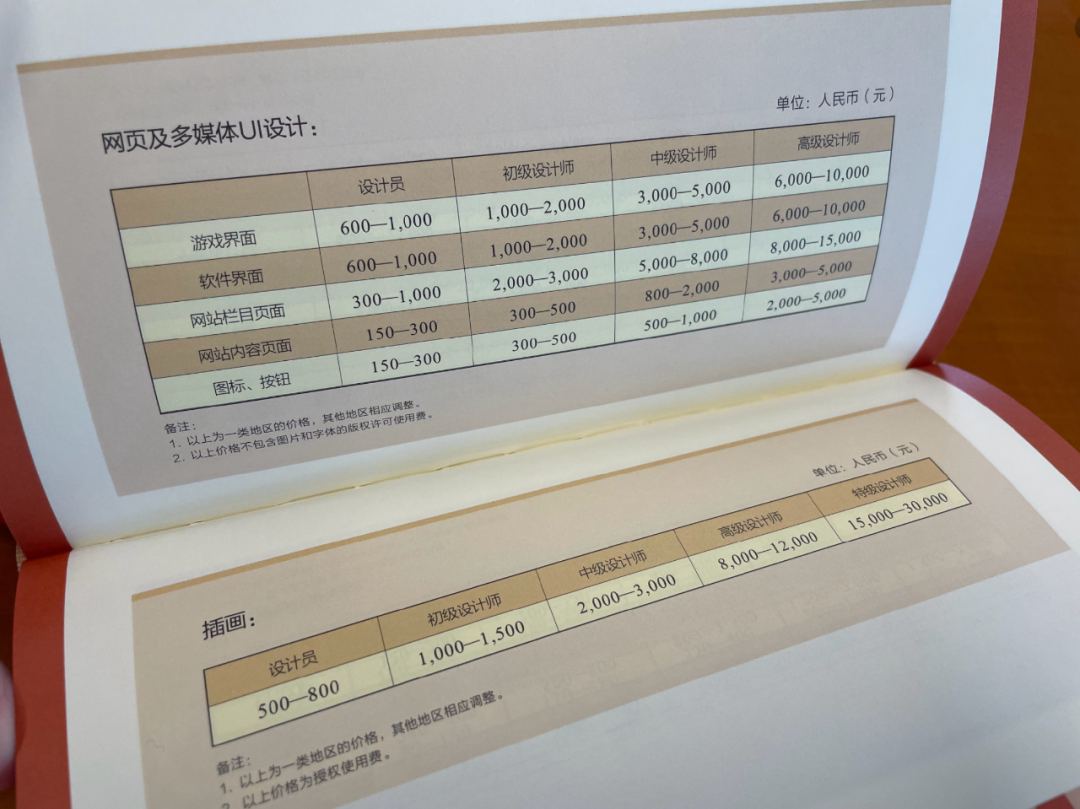 网页及多媒体UI设计：
单位：人民币（元）
设计员 初级设计师 中级设计师 高级设计师
游戏界面 600—1,000 1,000—2,000 3,000—5,000 6,000—10,000
软件界面 600—1,000 1,000—2,000 3,000—5,000 6,000—10,000
网站栏目页面 300—1,000 2,000—3,000 5,000—8,000 8,000—15,000
网站内容页面 150—300 300—500 800—2,000 3,000—5,000
图标、按钮 150—300 300—500 500—1,000 2,000—5,000
备注：
1. 以上为一类地区的价格，其他地区相应调整。
2. 以上价格不包含图片和字体的版权许可使用费。
单位：人民币（元）
插画：
设计员 初级设计师 中级设计师 高级设计师 特级设计师
500—800 1,000—1,500 2,000—3,000 8,000—12,000 15,000—30,000
备注：
1. 以上为一类地区的价格，其他地区相应调整。
2. 以上价格为授权使用费。